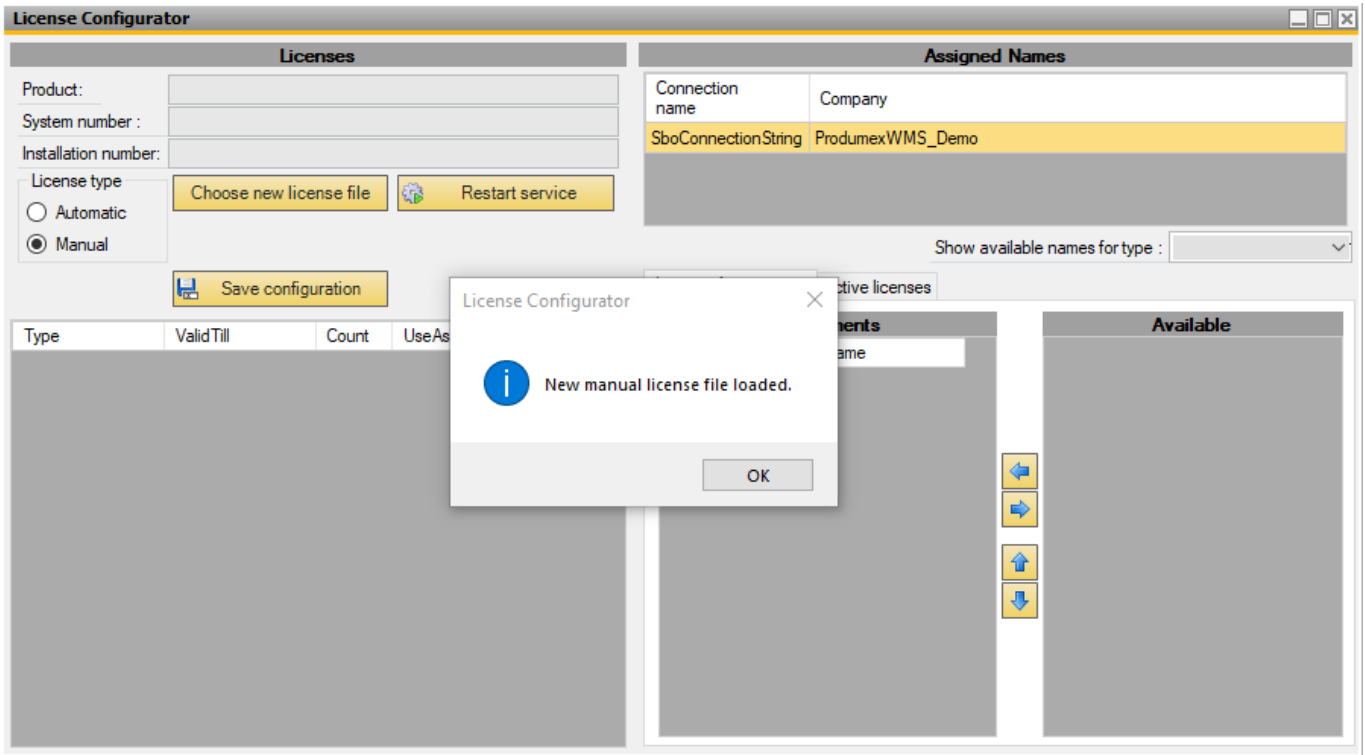 License Configurator
Licenses
Product:
System number :
Installation number:
License type
Automatic
Manual
Choose new license file
Restart service
Save configuration
Type ValidTill Count UseAs
Assigned Names
Connection name Company
SboConnectionString ProdumexWMS_Demo
Show available names for type :
ctive licenses
ments
ame
Available
License Configurator
New manual license file loaded.
OK